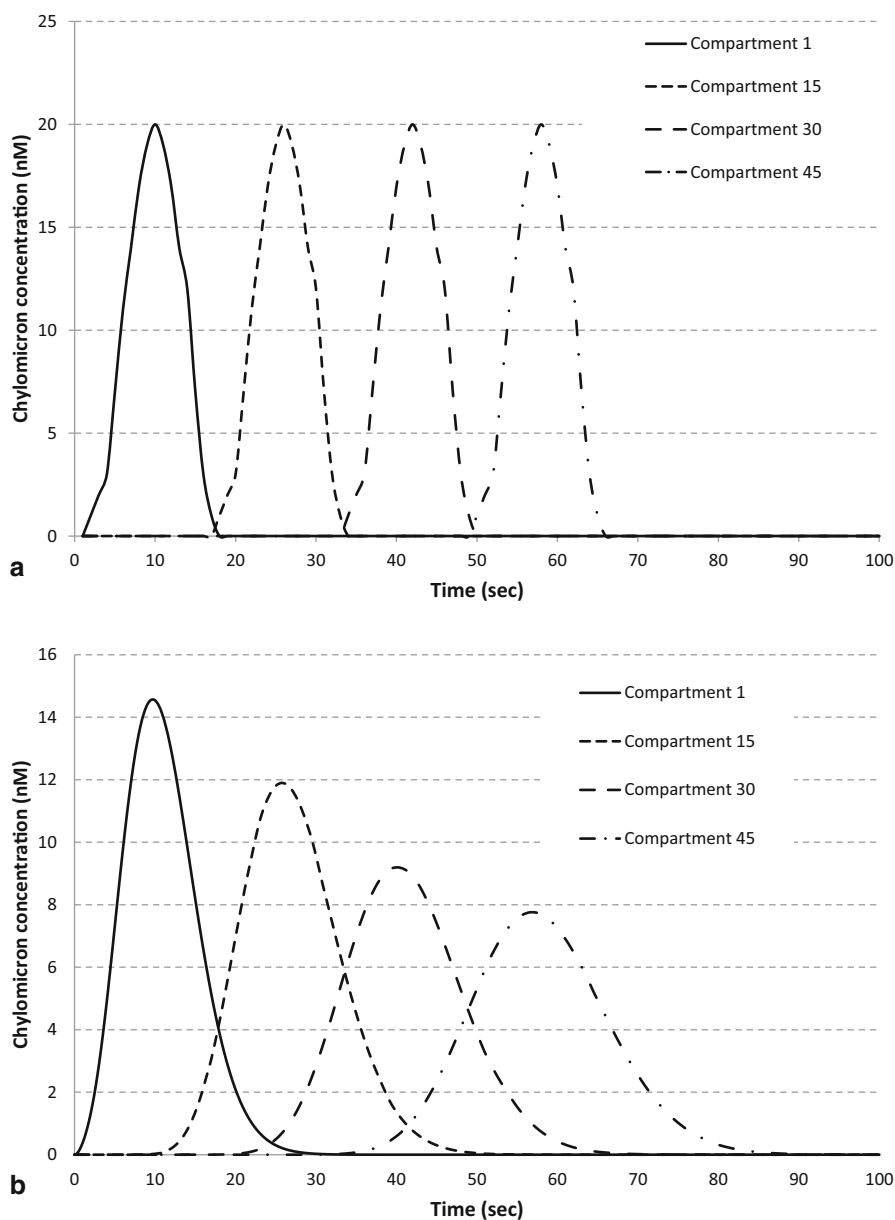 25
20
15
10
5
0
Chylomicron concentration (nM)
Compartment 1
Compartment 15
Compartment 30
Compartment 45
0 10 20 30 40 50 60 70 80 90 100
Time (sec)
a
16
14
12
10
8
6
4
2
0
Chylomicron concentration (nM)
Compartment 1
Compartment 15
Compartment 30
Compartment 45
0 10 20 30 40 50 60 70 80 90 100
Time (sec)
b